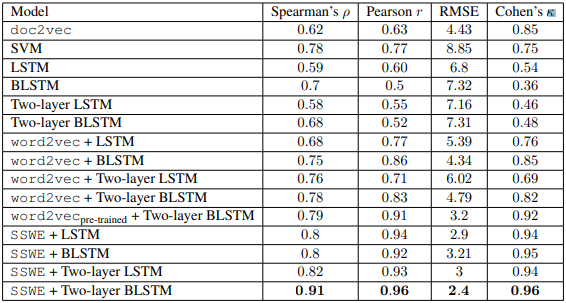 Model Spearman's ρ Pearson r RMSE Cohen's κ
doc2vec 0.62 0.63 4.43 0.85
SVM 0.78 0.77 8.85 0.75
LSTM 0.59 0.60 6.8 0.54
BLSTM 0.7 0.5 7.32 0.36
Two-layer LSTM 0.58 0.55 7.16 0.46
Two-layer BLSTM 0.68 0.52 7.31 0.48
word2vec + LSTM 0.68 0.77 5.39 0.76
word2vec + BLSTM 0.75 0.86 4.34 0.85
word2vec + Two-layer LSTM 0.76 0.71 6.02 0.69
word2vec + Two-layer BLSTM 0.78 0.83 4.79 0.82
word2vecpre-trained + Two-layer BLSTM 0.79 0.91 3.2 0.92
SSWE + LSTM 0.8 0.94 2.9 0.94
SSWE + BLSTM 0.8 0.92 3.21 0.95
SSWE + Two-layer LSTM 0.82 0.93 3 0.94
SSWE + Two-layer BLSTM 0.91 0.96 2.4 0.96